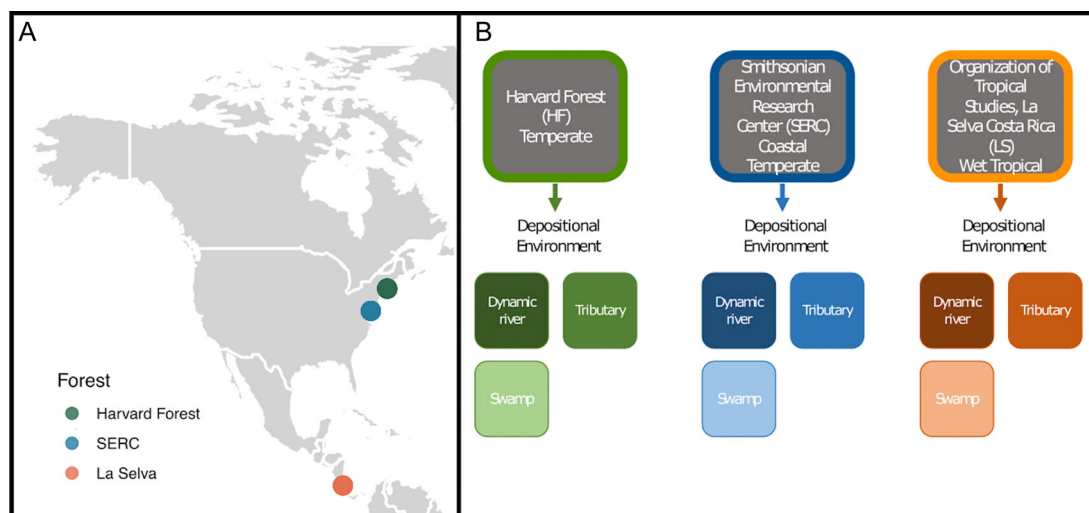 A
Forest
Harvard Forest
SERC
La Selva
B
Harvard Forest
(HF)
Temperate
Smithsonian
Environmental
Research
Center (SERC)
Coastal
Temperate
Organization of
Tropical
Studies, La
Selva Costa Rica
(LS)
Wet Tropical
Depositional
Environment
Depositional
Environment
Depositional
Environment
Dynamic
river
Tributary
Swamp
Dynamic
river
Tributary
Swamp
Dynamic
river
Tributary
Swamp